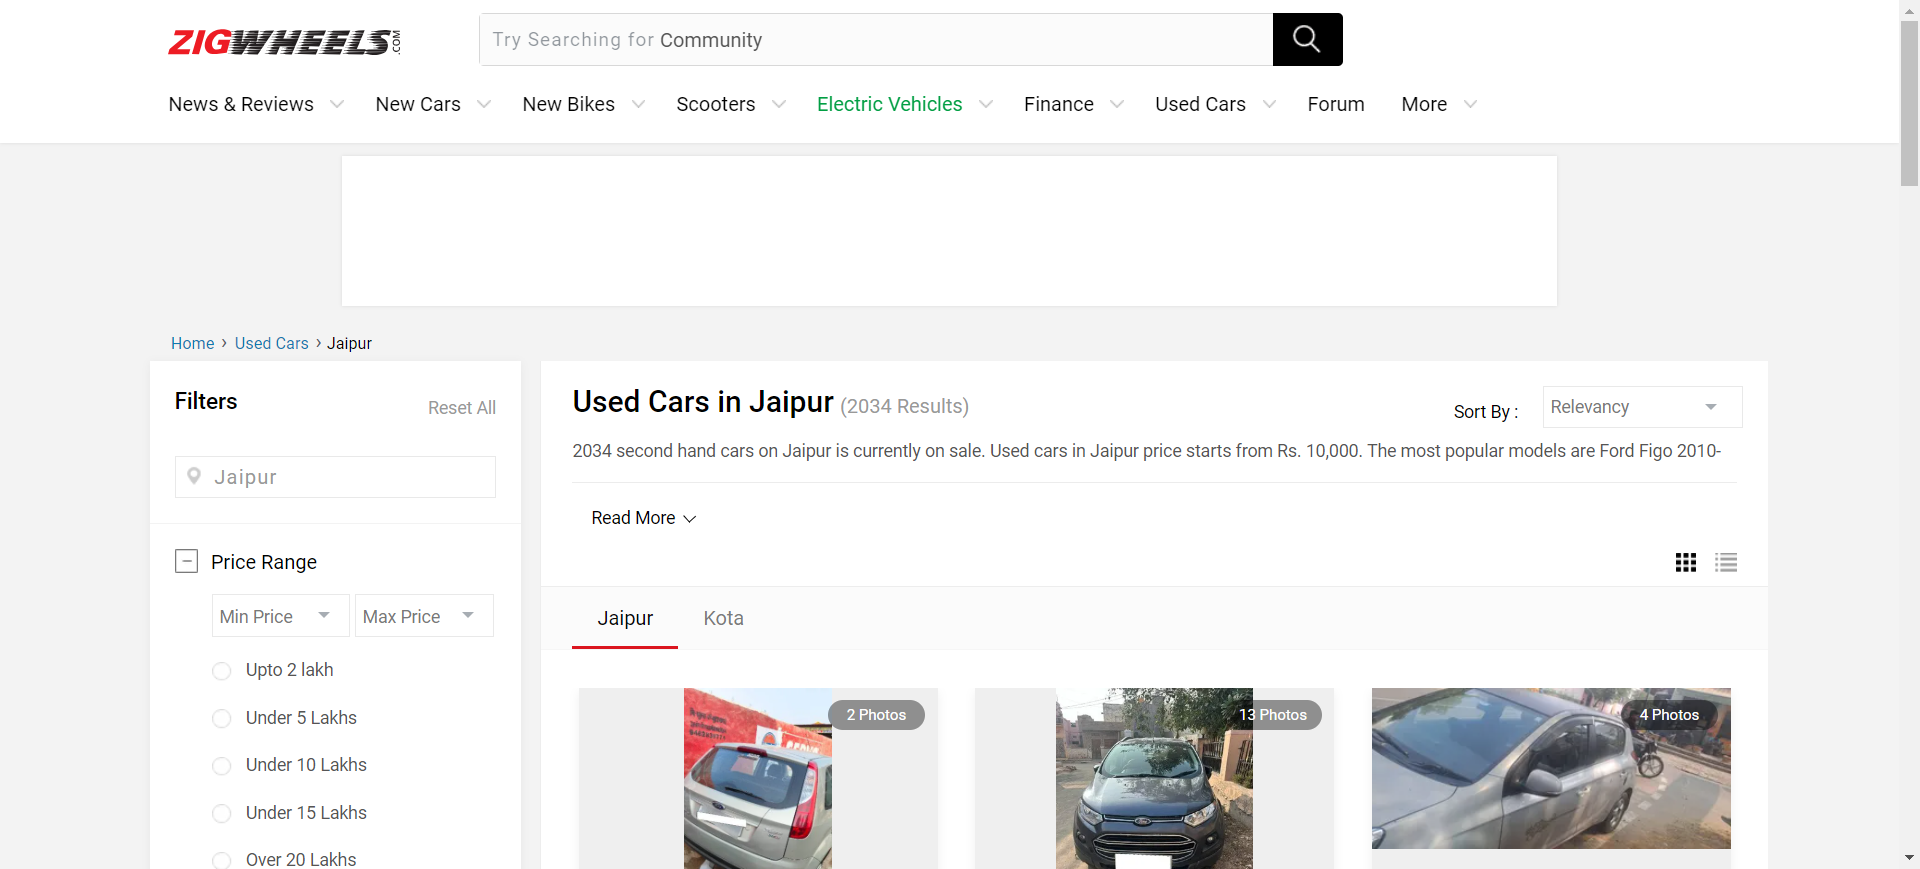 ZIGWHEELS.COM
Try Searching for Community
News & Reviews New Cars New Bikes Scooters Electric Vehicles Finance Used Cars Forum More
Home › Used Cars › Jaipur
Filters
Reset All
Jaipur
Price Range
Min Price Max Price
Upto 2 lakh
Under 5 Lakhs
Under 10 Lakhs
Under 15 Lakhs
Over 20 Lakhs
Used Cars in Jaipur (2034 Results)
Sort By : Relevancy
2034 second hand cars on Jaipur is currently on sale. Used cars in Jaipur price starts from Rs. 10,000. The most popular models are Ford Figo 2010-
Read More
Jaipur Kota
2 Photos
13 Photos
4 Photos